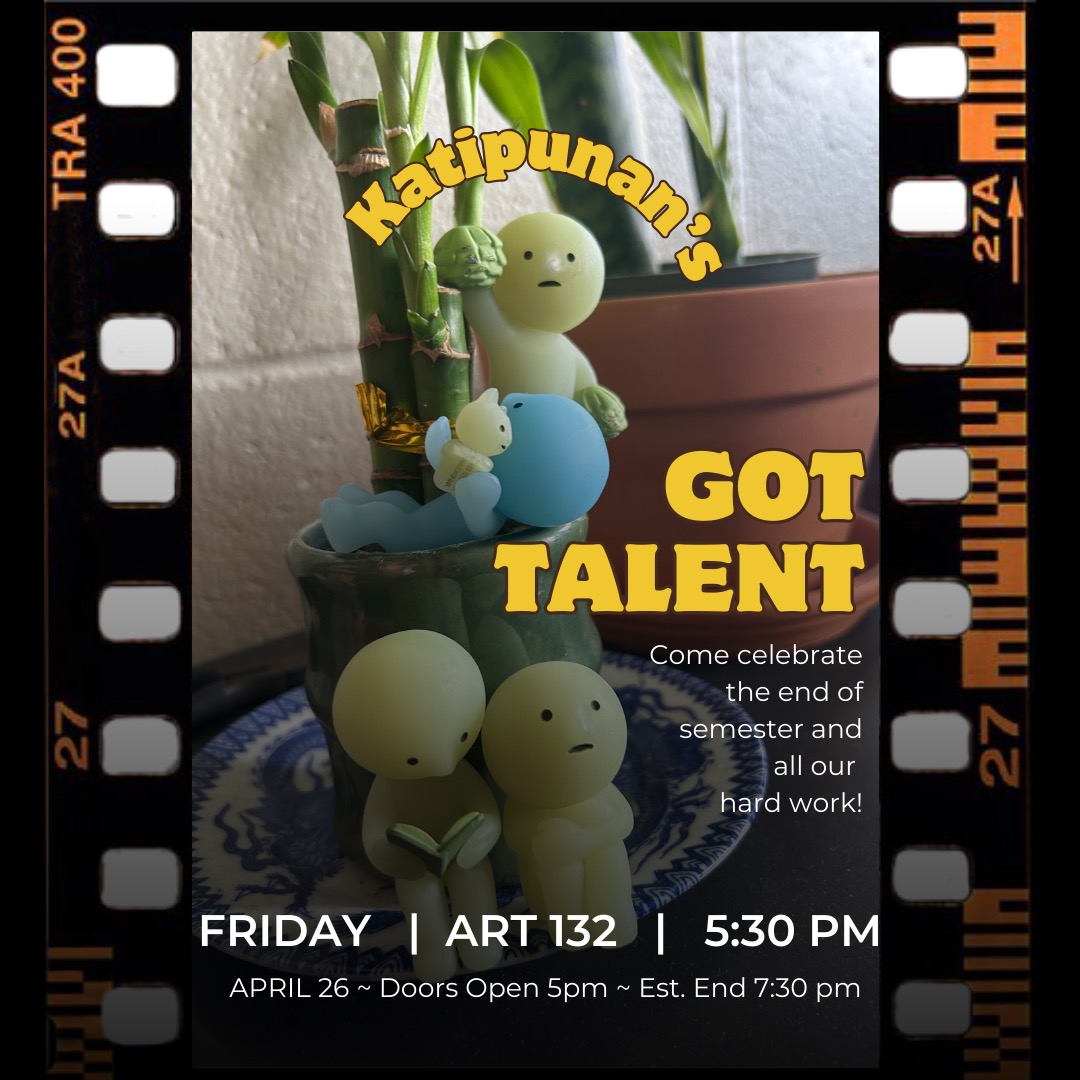 TRA 400
27A
27
27A
27
Katipunan's
GOT
TALENT
Come celebrate
the end of
semester and
all our
hard work!
FRIDAY | ART 132 | 5:30 PM
APRIL 26 ~ Doors Open 5pm ~ Est. End 7:30 pm